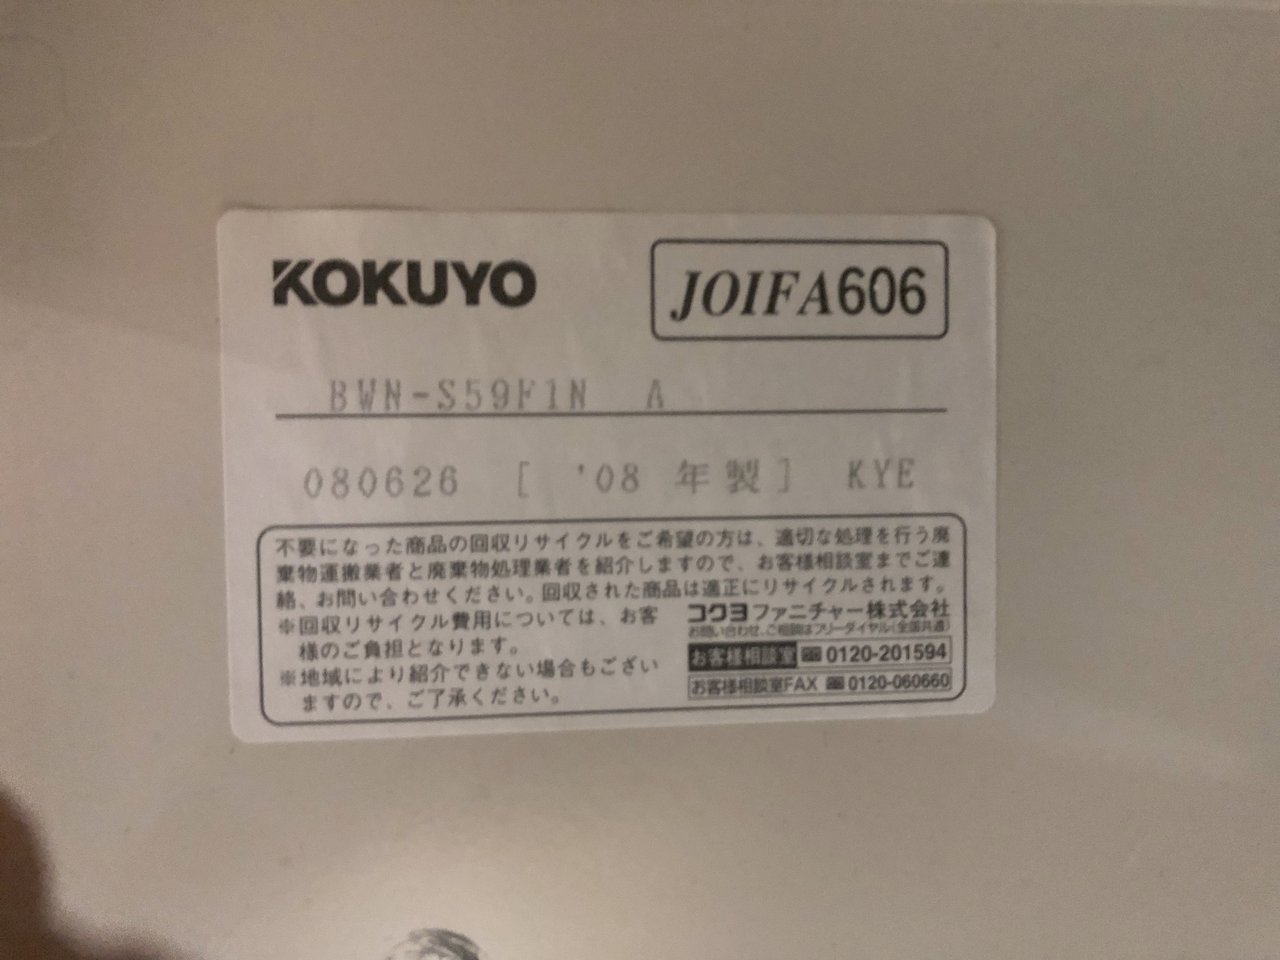 KOKUYO
JOIFA606
BWN-S59F1N A
080626 [ '08 年製] KYE
不要になった商品の回収リサイクルをご希望の方は、適切な処理を行う廃
棄物運搬業者と廃棄物処理業者を紹介しますので、お客様相談室までご連
絡、お問い合わせください。回収された商品は適正にリサイクルされます。
※回収リサイクル費用については、お客
様のご負担となります。
※地域により紹介できない場合もござい
ますので、ご了承ください。
コクヨファニチャー株式会社
お問い合わせ、ご相談はフリーダイヤル(全国共通)
お客様相談室 0120-201594
お客様相談室FAX 0120-060660